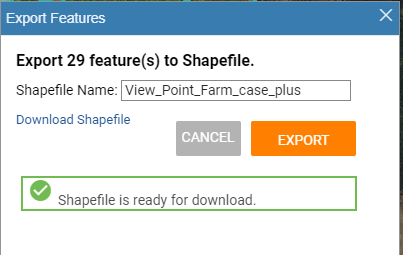 Export Features
Export 29 feature(s) to Shapefile.
Shapefile Name: View_Point_Farm_case_plus
Download Shapefile
CANCEL EXPORT
Shapefile is ready for download.